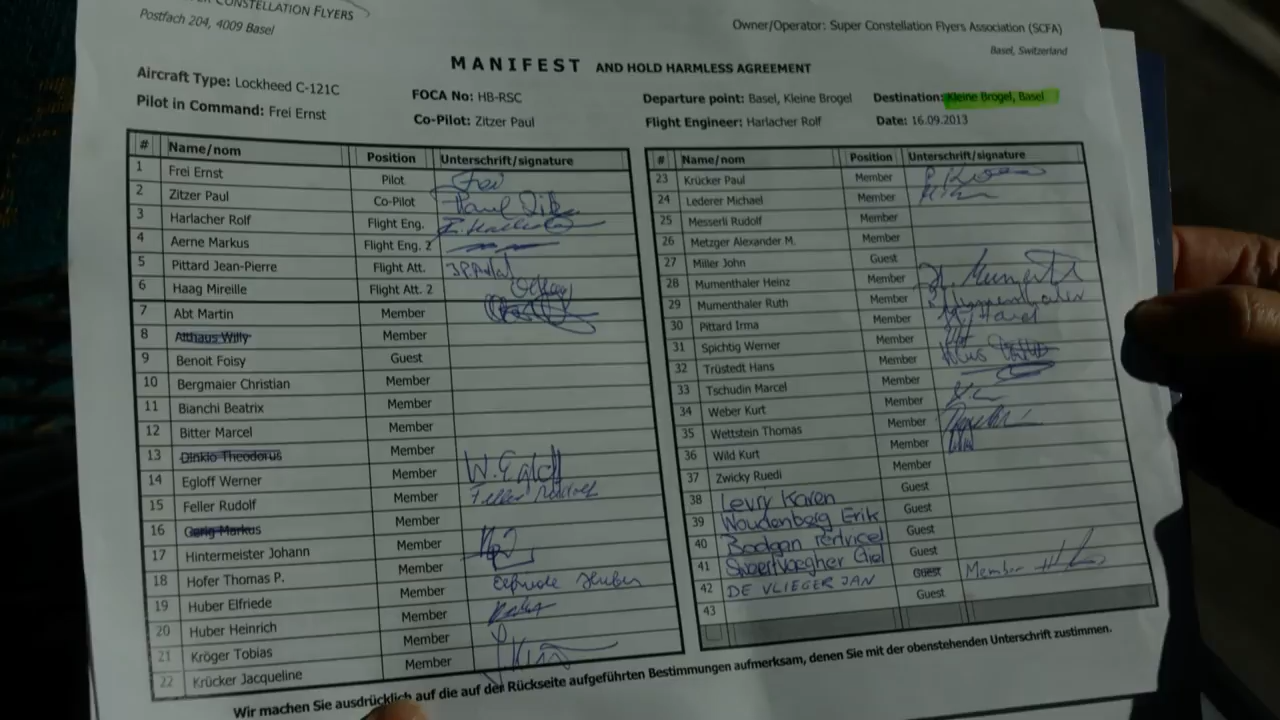 CONSTELLATION FLYERS
Postfach 204, 4009 Basel
Owner/Operator: Super Constellation Flyers Association (SCFA)
Basel, Switzerland
MANIFEST AND HOLD HARMLESS AGREEMENT
Aircraft Type: Lockheed C-121C FOCA No: HB-RSC Departure point: Basel, Kleine Brogel Destination: Kleine Brogel, Basel
Pilot in Command: Frei Ernst Co-Pilot: Zitzer Paul Flight Engineer: Harlacher Rolf Date: 16.09.2013
# Name/nom Position Unterschrift/signature
1 Frei Ernst Pilot Frei
2 Zitzer Paul Co-Pilot Paul
3 Harlacher Rolf Flight Eng.
4 Aerne Markus Flight Eng. 2
5 Pittard Jean-Pierre Flight Att.
6 Haag Mireille Flight Att. 2
7 Abt Martin Member
8 Althaus Willy Member
9 Benoit Foisy Guest
10 Bergmaier Christian Member
11 Bianchi Beatrix Member
12 Bitter Marcel Member
13 Dinklo Theodorus Member
14 Egloff Werner Member W. Egloff
15 Feller Rudolf Member Feller Rudolf
16 Gerig Markus Member
17 Hintermeister Johann Member
18 Hofer Thomas P. Member
19 Huber Elfriede Member Elfriede Huber
20 Huber Heinrich Member
21 Kröger Tobias Member
22 Krücker Jacqueline Member
# Name/nom Position Unterschrift/signature
23 Krücker Paul Member
24 Lederer Michael Member
25 Messerli Rudolf Member
26 Metzger Alexander M. Member
27 Miller John Guest
28 Mumenthaler Heinz Member
29 Mumenthaler Ruth Member
30 Pittard Irma Member
31 Spichtig Werner Member
32 Trüstedt Hans Member
33 Tschudin Marcel Member
34 Weber Kurt Member
35 Wettstein Thomas Member
36 Wild Kurt Member
37 Zwicky Ruedi Member
38 Levry Karen Guest
39 Woudenberg Erik Guest
40 Guest
41 Guest
42 DE VLIEGER JAN Guest Member
43 Guest
Wir machen Sie ausdrücklich auf die auf der Rückseite aufgeführten Bestimmungen aufmerksam, denen Sie mit der obenstehenden Unterschrift zustimmen.